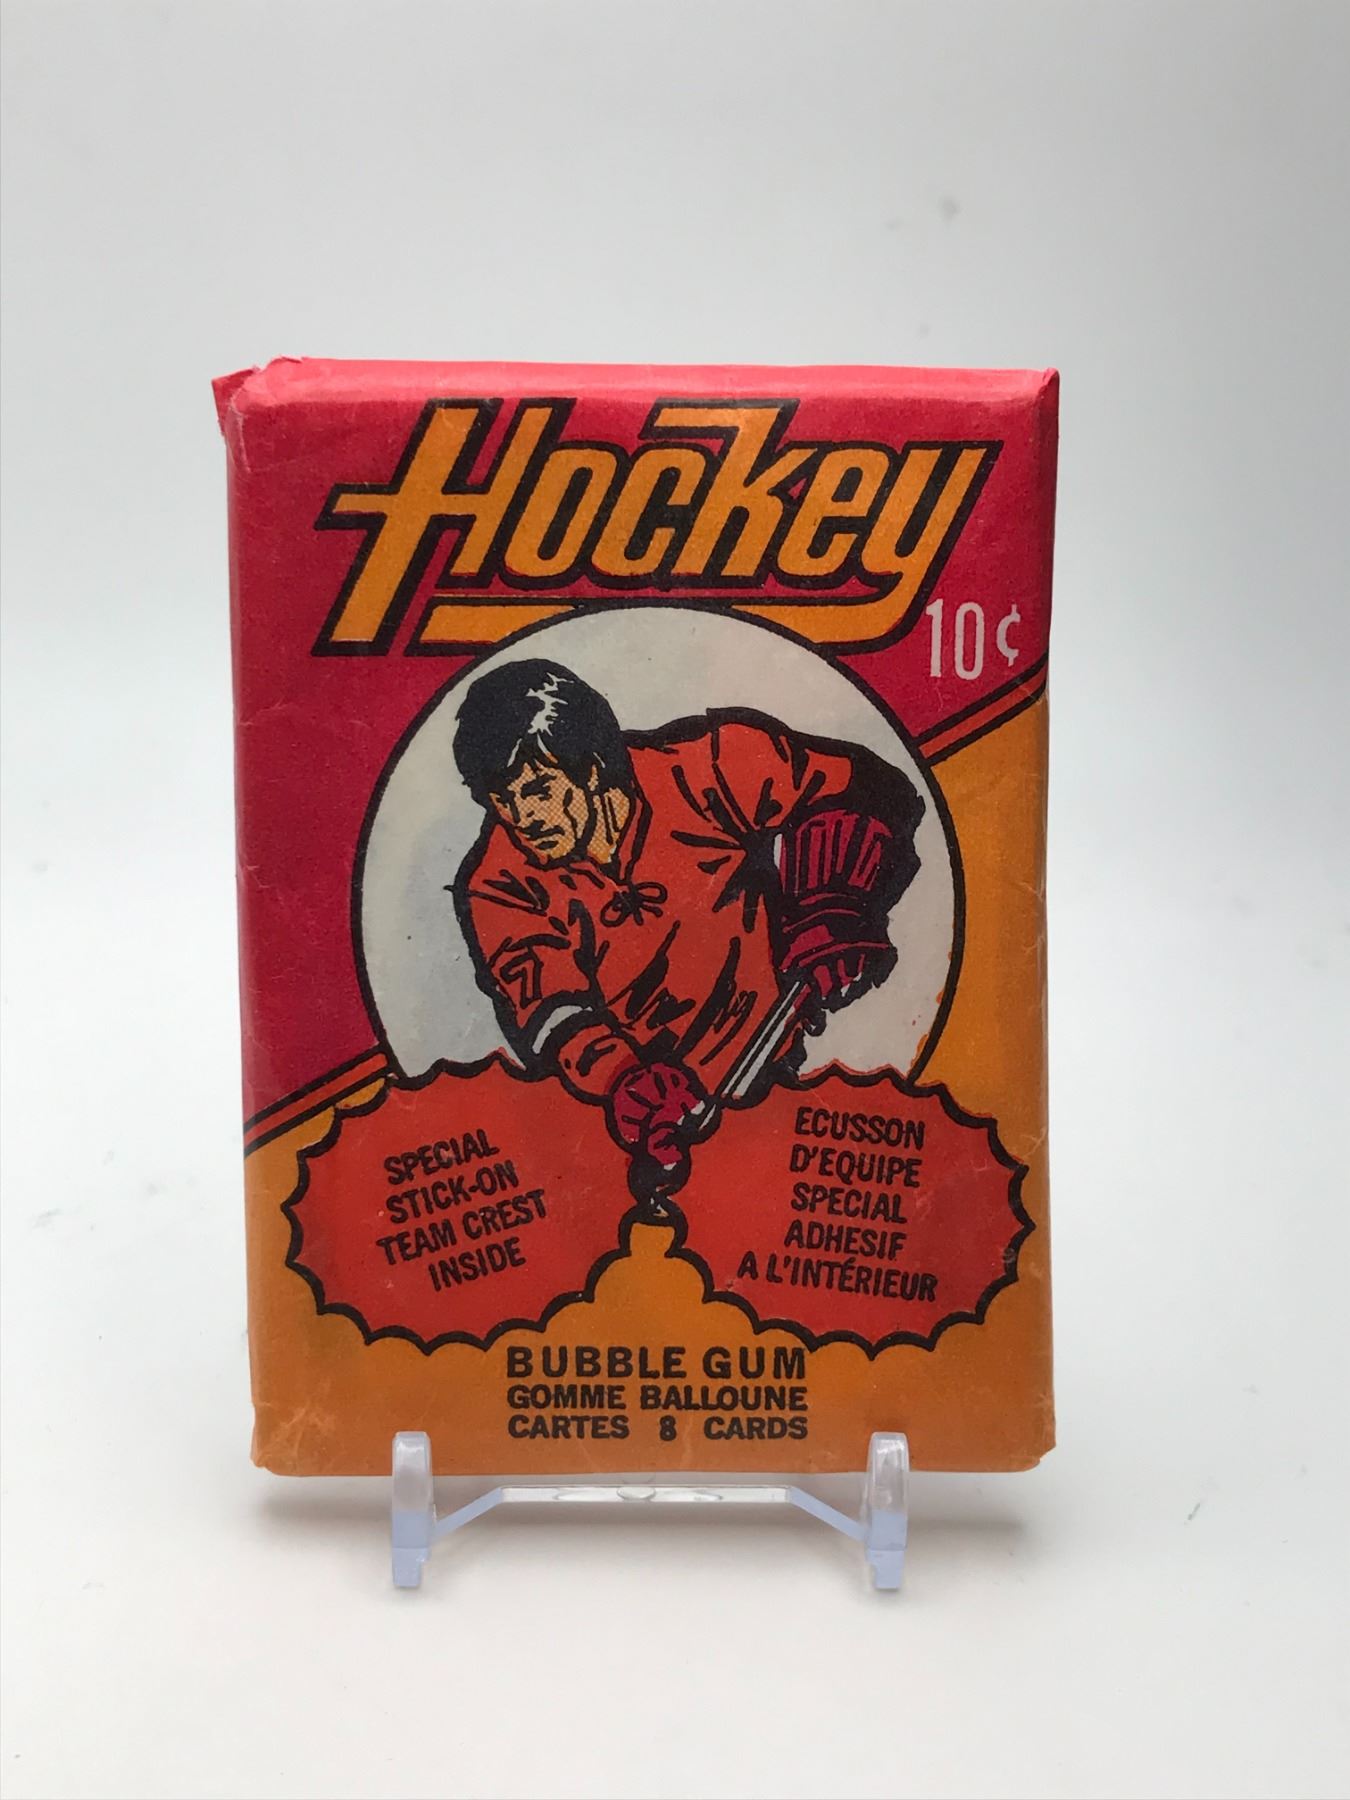 Hockey
10¢
7
SPECIAL
STICK-ON
TEAM CREST
INSIDE
ECUSSON
D'EQUIPE
SPECIAL
ADHESIF
A L'INTÉRIEUR
BUBBLE GUM
GOMME BALLOUNE
CARTES 8 CARDS